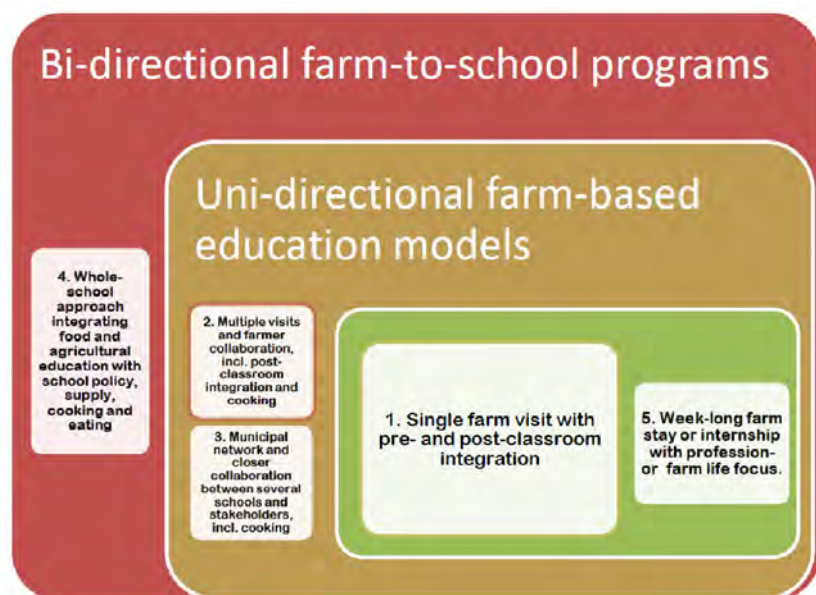 Bi-directional farm-to-school programs
Uni-directional farm-based
education models
4. Whole-
school
approach
integrating
food and
agricultural
education with
school policy,
supply,
cooking and
eating
2. Multiple visits
and farmer
collaboration,
incl. post-
classroom
integration and
cooking
3. Municipal
network and
closer
collaboration
between several
schools and
stakeholders,
incl. cooking
1. Single farm visit with
pre- and post-classroom
integration
5. Week-long farm
stay or internship
with profession-
or farm life focus.